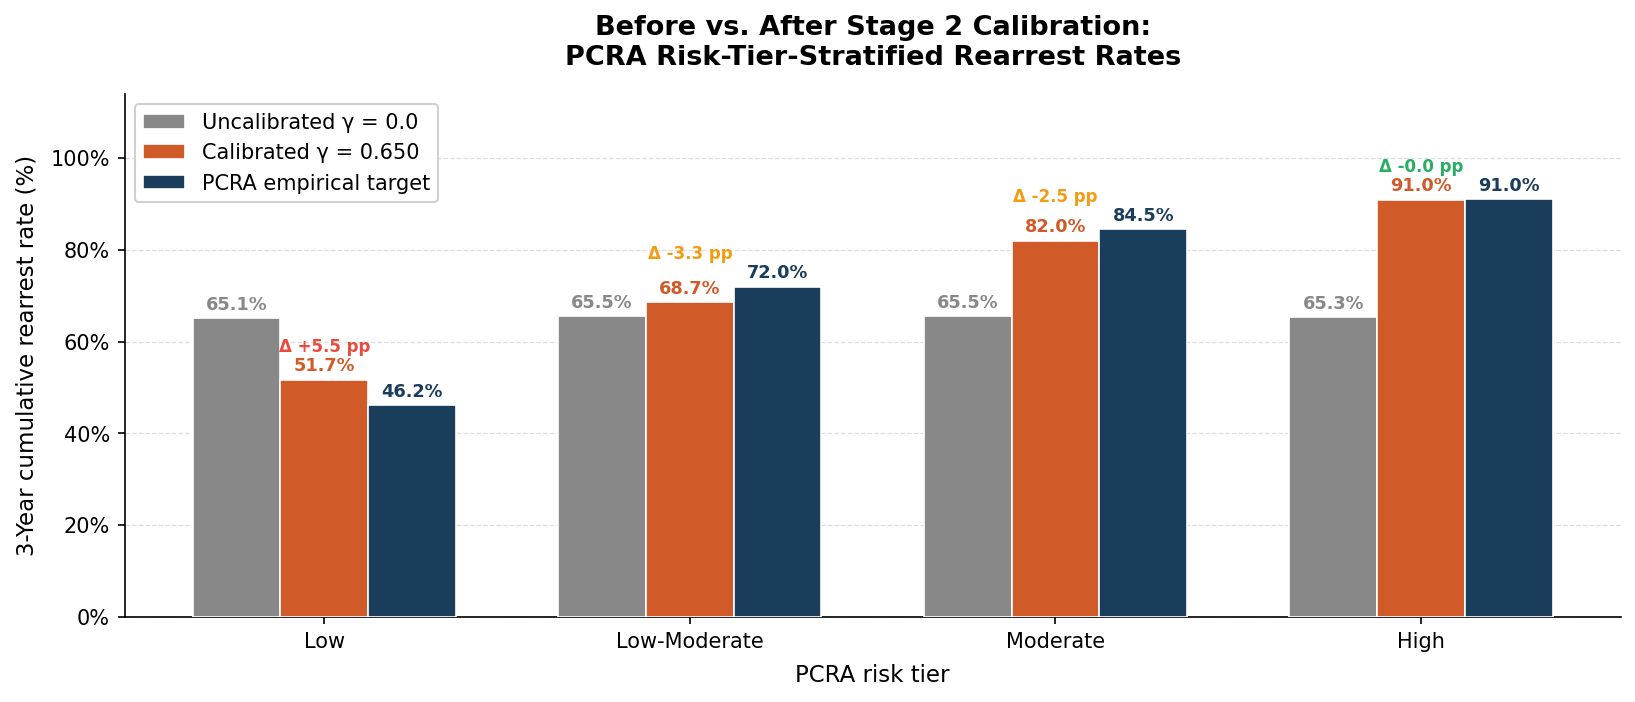 Before vs. After Stage 2 Calibration:
PCRA Risk-Tier-Stratified Rearrest Rates
Uncalibrated γ = 0.0
Calibrated γ = 0.650
PCRA empirical target
3-Year cumulative rearrest rate (%)
100%
80%
60%
40%
20%
0%
65.1%
Δ +5.5 pp
51.7%
46.2%
65.5%
Δ -3.3 pp
68.7%
72.0%
65.5%
Δ -2.5 pp
82.0%
84.5%
65.3%
Δ -0.0 pp
91.0%
91.0%
Low
Low-Moderate
Moderate
High
PCRA risk tier